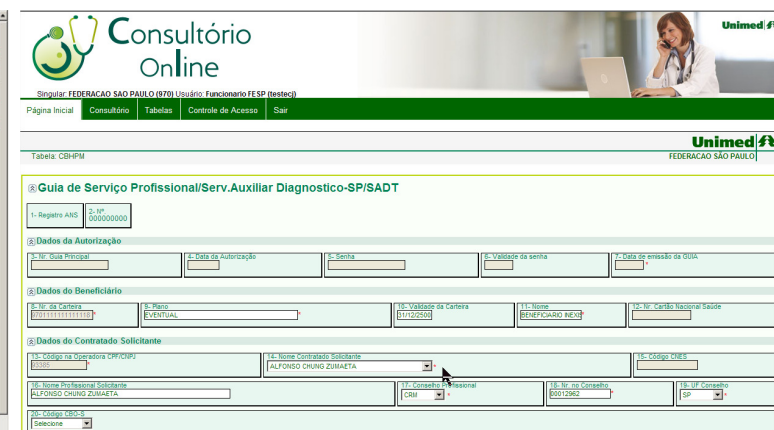 Consultório
Online
Unimed
Singular: FEDERACAO SAO PAULO (970) Usuário: Funcionario FESP (testecj)
Página Inicial Consultório Tabelas Controle de Acesso Sair
Unimed
Tabela: CBHPM FEDERACAO SÃO PAULO
Guia de Serviço Profissional/Serv.Auxiliar Diagnostico-SP/SADT
1- Registro ANS 2- Nº
000000000
Dados da Autorização
3- Nr. Guia Principal 4- Data da Autorização 5- Senha 6- Validade da senha 7- Data de emissão da GUIA
*
Dados do Beneficiário
8- Nr. da Carteira 9- Plano 10- Validade da Carteira 11- Nome 12- Nr. Cartão Nacional Saúde
* EVENTUAL * 31/12/2500 BENEFICIARIO INEXIS *
Dados do Contratado Solicitante
13- Código na Operadora CPF/CNPJ 14- Nome Contratado Solicitante 15- Código CNES
93385 * ALFONSO CHUNG ZUMAETA *
16- Nome Profissional Solicitante 17- Conselho Profissional 18- Nr. no Conselho 19- UF Conselho
ALFONSO CHUNG ZUMAETA CRM * 00012962 * SP *
20- Código CBO-S
Selecione